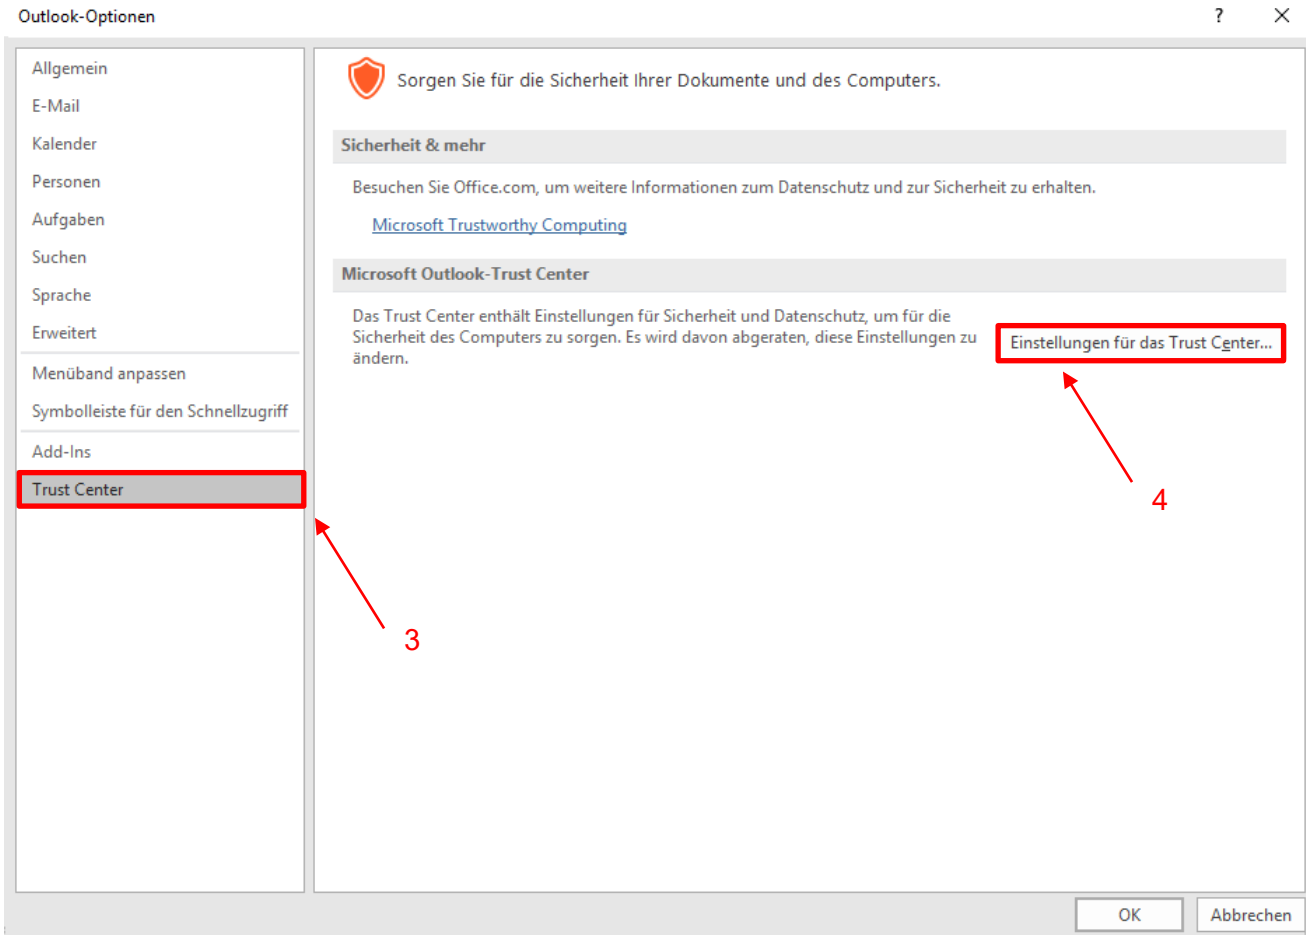 Outlook-Optionen
?
Allgemein
E-Mail
Kalender
Personen
Aufgaben
Suchen
Sprache
Erweitert
Menüband anpassen
Symbolleiste für den Schnellzugriff
Add-Ins
Trust Center
Sorgen Sie für die Sicherheit Ihrer Dokumente und des Computers.
Sicherheit & mehr
Besuchen Sie Office.com, um weitere Informationen zum Datenschutz und zur Sicherheit zu erhalten.
Microsoft Trustworthy Computing
Microsoft Outlook-Trust Center
Das Trust Center enthält Einstellungen für Sicherheit und Datenschutz, um für die
Sicherheit des Computers zu sorgen. Es wird davon abgeraten, diese Einstellungen zu
ändern.
Einstellungen für das Trust Center...
4
3
OK
Abbrechen